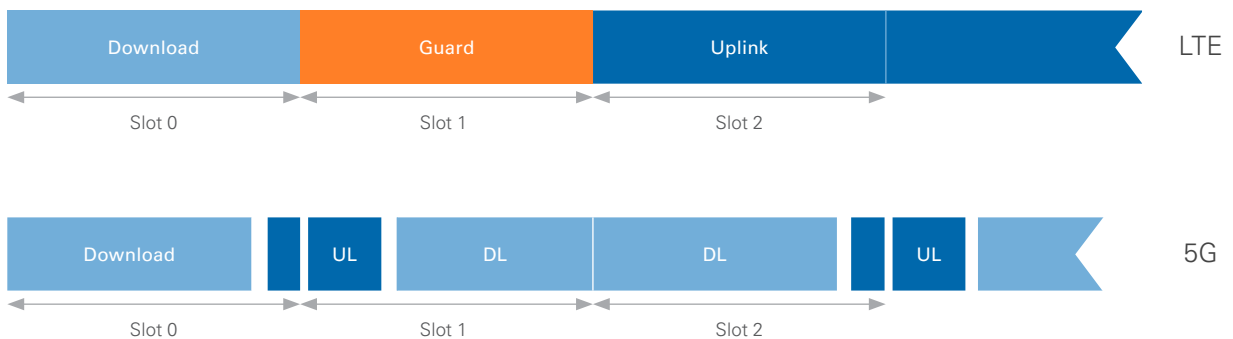 Download Guard Uplink LTE
Slot 0 Slot 1 Slot 2
Download UL DL DL UL 5G
Slot 0 Slot 1 Slot 2